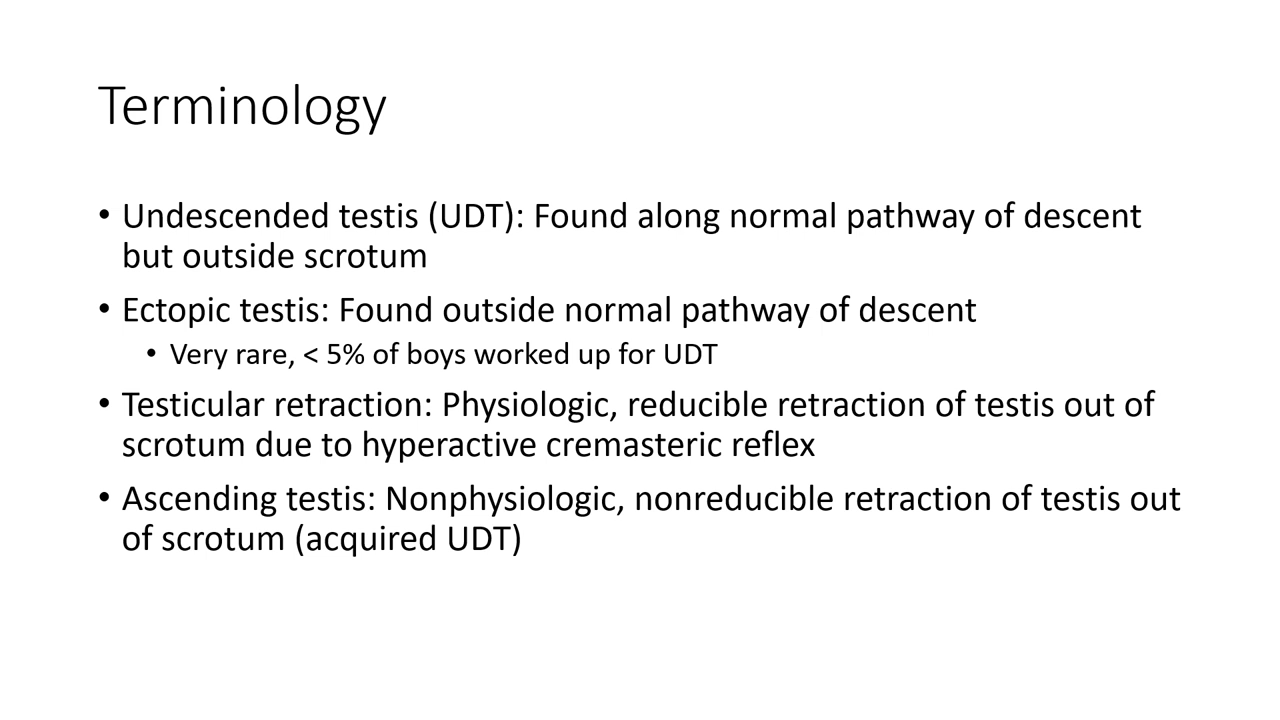 Terminology
• Undescended testis (UDT): Found along normal pathway of descent
but outside scrotum
• Ectopic testis: Found outside normal pathway of descent
• Very rare, < 5% of boys worked up for UDT
• Testicular retraction: Physiologic, reducible retraction of testis out of
scrotum due to hyperactive cremasteric reflex
• Ascending testis: Nonphysiologic, nonreducible retraction of testis out
of scrotum (acquired UDT)